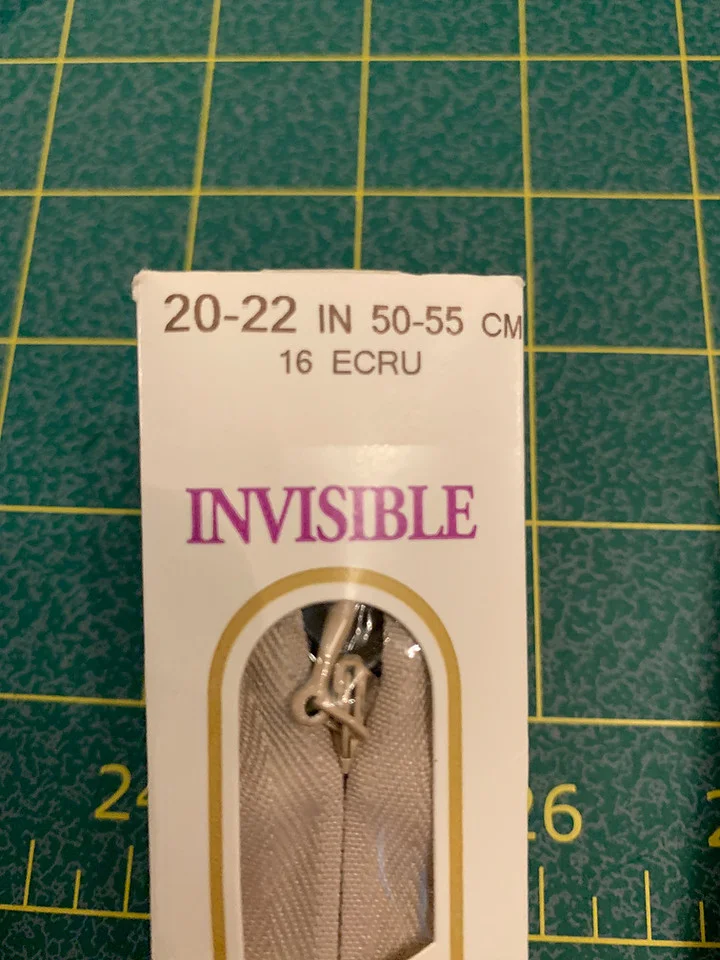 20-22 IN 50-55 CM
16 ECRU
INVISIBLE
24
26